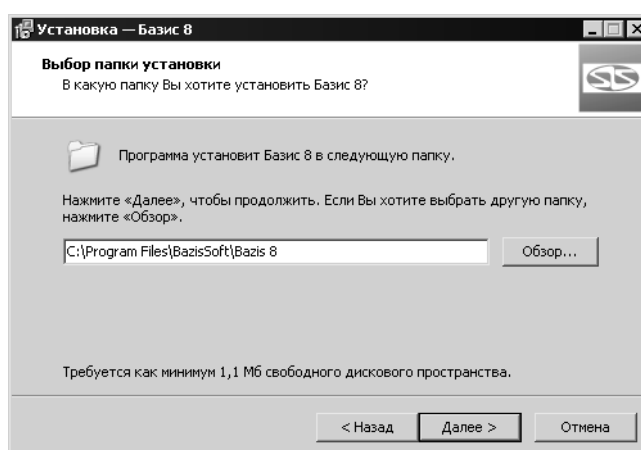 Установка — Базис 8
Выбор папки установки
В какую папку Вы хотите установить Базис 8?
Программа установит Базис 8 в следующую папку.
Нажмите «Далее», чтобы продолжить. Если Вы хотите выбрать другую папку,
нажмите «Обзор».
C:\Program Files\BazisSoft\Bazis 8
Обзор...
Требуется как минимум 1,1 Мб свободного дискового пространства.
< Назад
Далее >
Отмена